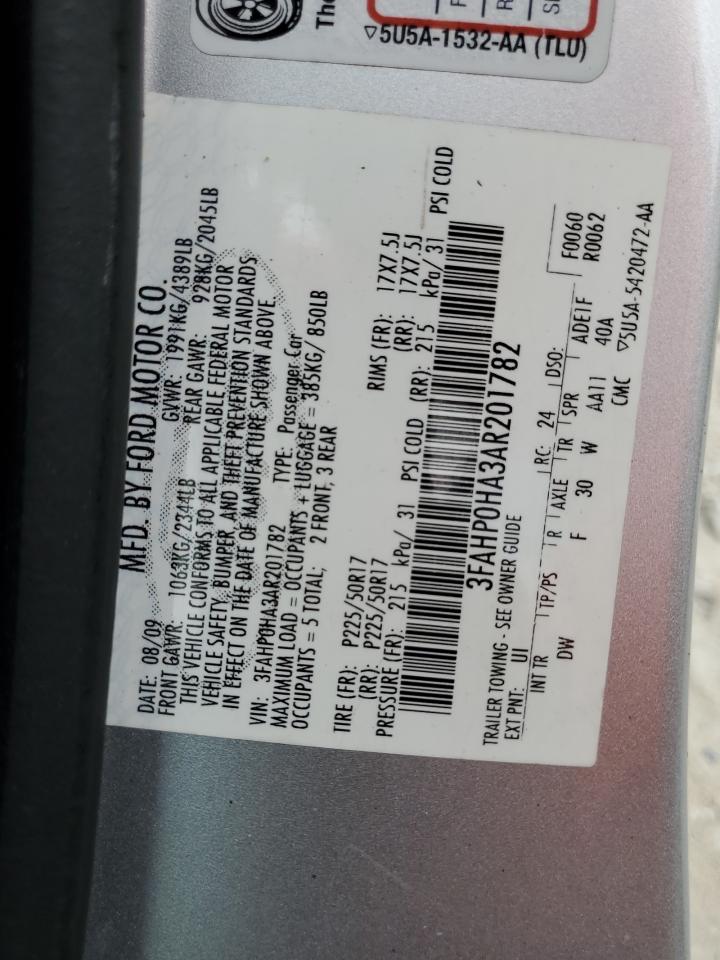 The
F
R
SI
▽5U5A-1532-AA (TLU)
MFD. BY FORD MOTOR CO.
DATE: 08/09 GVWR: 1991KG/4389LB
FRONT GAWR: 1063KG/2344LB REAR GAWR: 928KG/2045LB
THIS VEHICLE CONFORMS TO ALL APPLICABLE FEDERAL MOTOR
VEHICLE SAFETY, BUMPER, AND THEFT PREVENTION STANDARDS
IN EFFECT ON THE DATE OF MANUFACTURE SHOWN ABOVE.
VIN: 3FAHP0HA3AR201782 TYPE: Passenger Car
MAXIMUM LOAD = OCCUPANTS + LUGGAGE = 385KG/ 850LB
OCCUPANTS = 5 TOTAL; 2 FRONT, 3 REAR
TIRE (FR): P225/50R17 RIMS (FR): 17X7.5J
(RR): P225/50R17 (RR): 17X7.5J
PRESSURE (FR): 215 kPa/ 31 PSI COLD (RR): 215 kPa/ 31 PSI COLD
3FAHP0HA3AR201782
TRAILER TOWING - SEE OWNER GUIDE
EXT PNT: UI RC: 24 DSO: F0060
R0062
INT TR TP/PS R AXLE TR SPR ADE1F
DW F 30 W AA11 40A
CMC ▽5U5A-5420472-AA